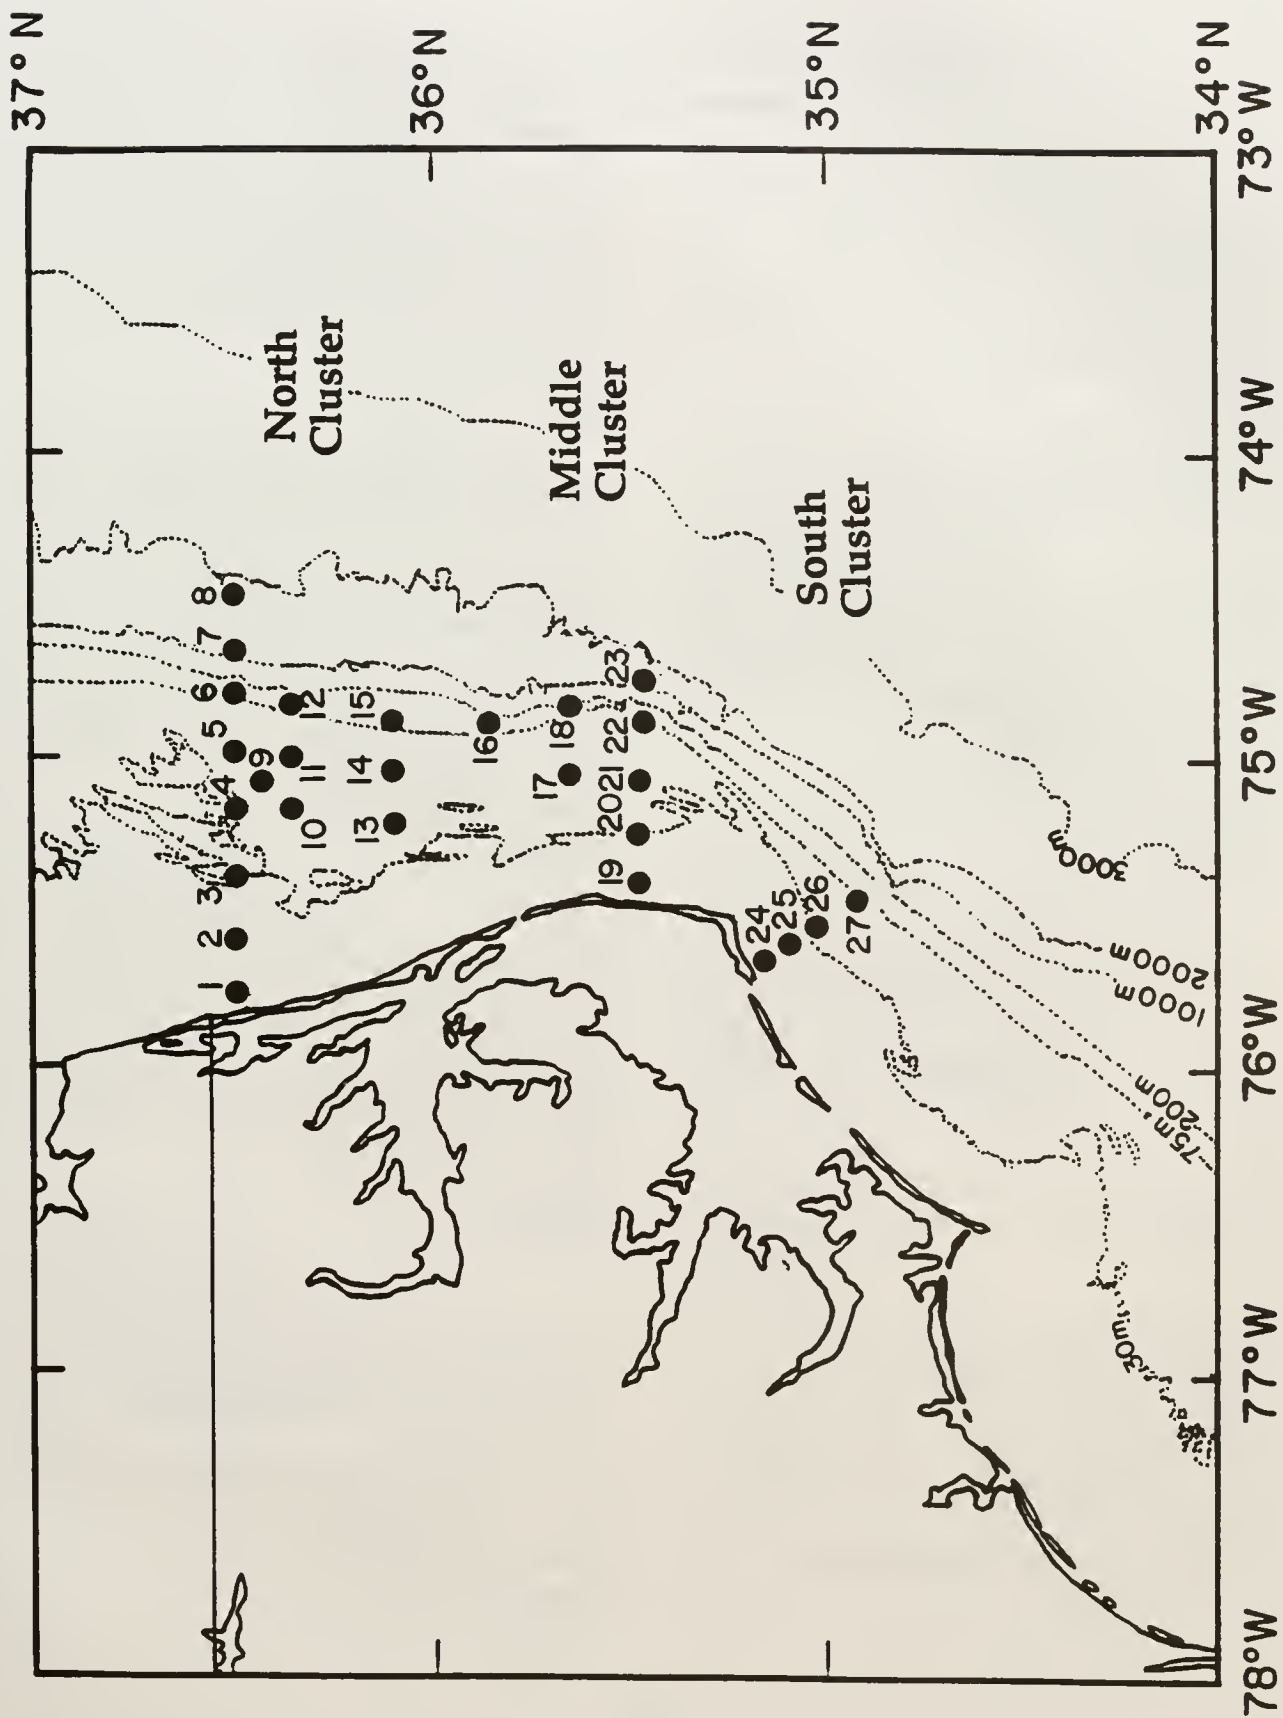 37°N
36°N
35°N
34°N
73°W
74°W
75°W
76°W
77°W
78°W
North
Cluster
Middle
Cluster
South
Cluster
1
2
3
4
5
6
7
8
9
10
11
12
13
14
15
16
17
18
19
20
21
22
23
24
25
26
27
30m
75m
200m
1000m
2000m
3000m